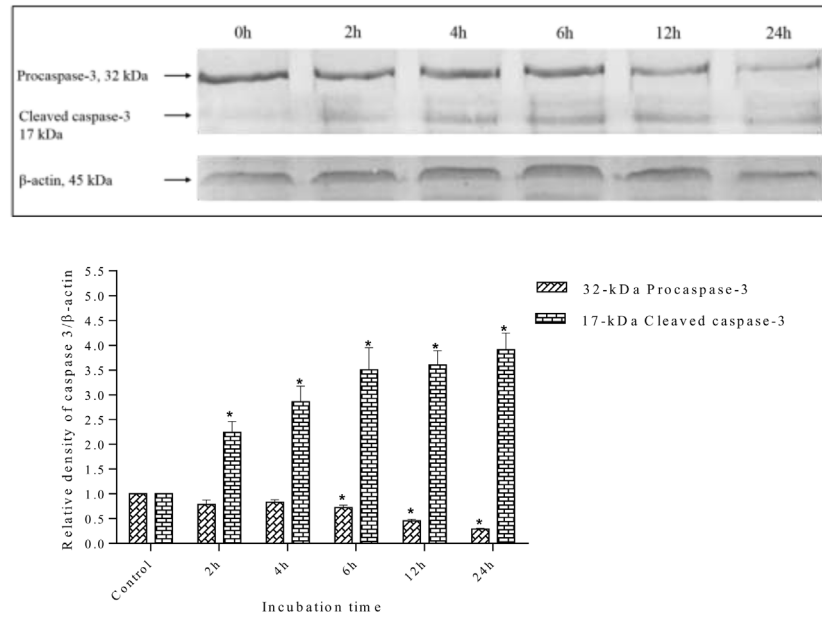 0h 2h 4h 6h 12h 24h
Procaspase-3, 32 kDa
Cleaved caspase-3
17 kDa
β-actin, 45 kDa
Relative density of caspase 3/β-actin
5.5
5.0
4.5
4.0
3.5
3.0
2.5
2.0
1.5
1.0
0.5
0.0
* * * * * * * *
32-kDa Procaspase-3
17-kDa Cleaved caspase-3
Control 2h 4h 6h 12h 24h
Incubation time